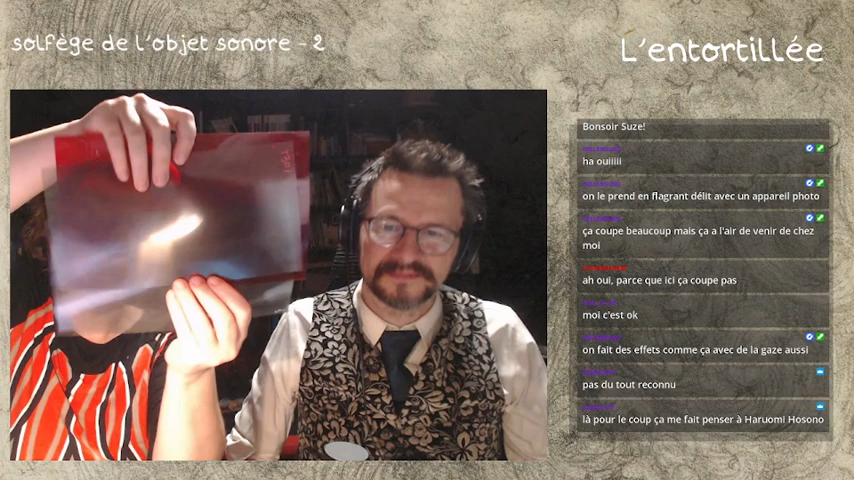 solfège de l'objet sonore - 2
L'entortillée
Bonsoir Suze!
ha ouiiiii
on le prend en flagrant délit avec un appareil photo
ça coupe beaucoup mais ça a l'air de venir de chez
moi
ah oui, parce que ici ça coupe pas
moi c'est ok
on fait des effets comme ça avec de la gaze aussi
pas du tout reconnu
là pour le coup ça me fait penser à Haruomi Hosono